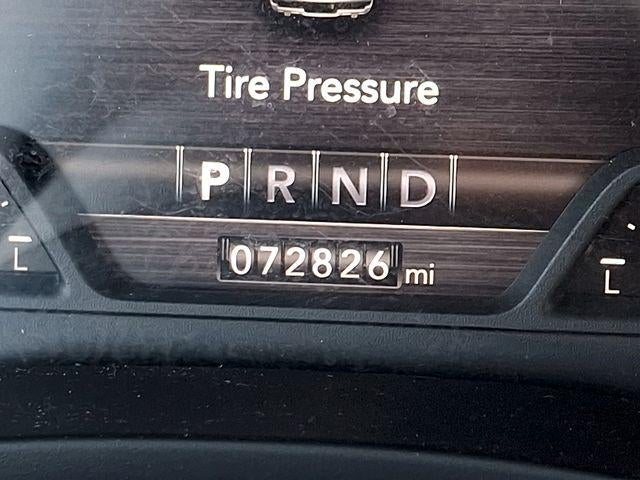 Tire Pressure
P R N D
L
072826 mi
L